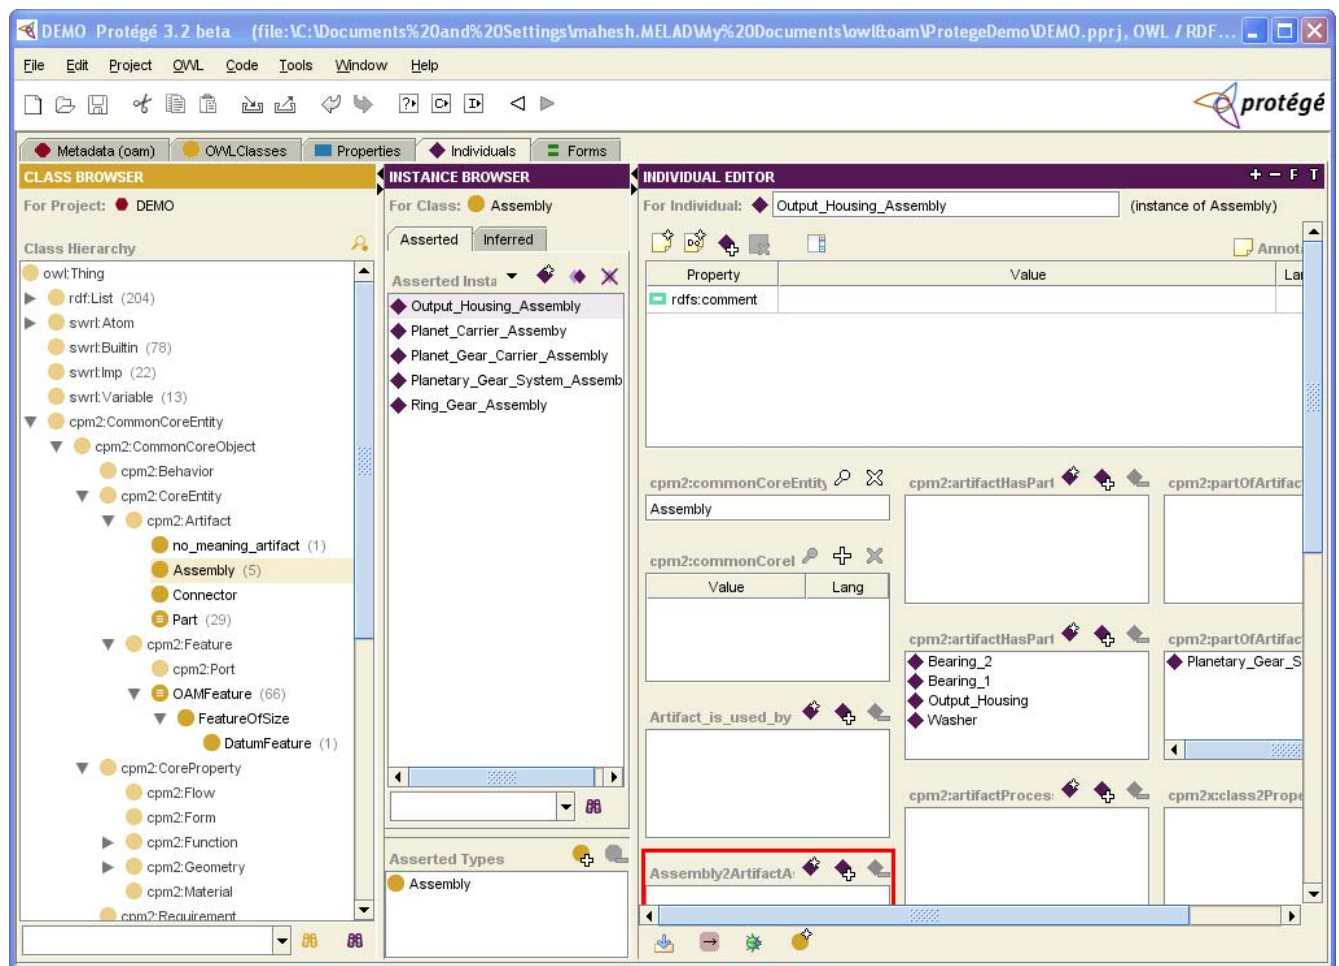 DEMO Protégé 3.2 beta (file:\C:\Documents%20and%20Settings\mahesh.MELAD\My%20Documents\owl&oam\ProtegeDemo\DEMO.pprj, OWL / RDF...
File Edit Project OWL Code Tools Window Help
protégé
Metadata (oam) OWLClasses Properties Individuals Forms
CLASS BROWSER
For Project: DEMO
Class Hierarchy
owl:Thing
rdf:List (204)
swrl:Atom
swrl:Builtin (78)
swrl:Imp (22)
swrl:Variable (13)
cpm2:CommonCoreEntity
cpm2:CommonCoreObject
cpm2:Behavior
cpm2:CoreEntity
cpm2:Artifact
no_meaning_artifact (1)
Assembly (5)
Connector
Part (29)
cpm2:Feature
cpm2:Port
OAMFeature (66)
FeatureOfSize
DatumFeature (1)
cpm2:CoreProperty
cpm2:Flow
cpm2:Form
cpm2:Function
cpm2:Geometry
cpm2:Material
cpm2:Requirement
INSTANCE BROWSER
For Class: Assembly
Asserted Inferred
Asserted Insta
Output_Housing_Assembly
Planet_Carrier_Assemby
Planet_Gear_Carrier_Assembly
Planetary_Gear_System_Assemb
Ring_Gear_Assembly
Asserted Types
Assembly
INDIVIDUAL EDITOR + - F T
For Individual: Output_Housing_Assembly (instance of Assembly)
Annot
Property Value La
rdfs:comment
cpm2:commonCoreEntity
Assembly
cpm2:commonCoreI
Value Lang
Artifact_is_used_by
Assembly2ArtifactA
cpm2:artifactHasPart
cpm2:artifactHasPart
Bearing_2
Bearing_1
Output_Housing
Washer
cpm2:artifactProces
cpm2:partOfArtifac
cpm2:partOfArtifac
Planetary_Gear_S
cpm2x:class2Prope